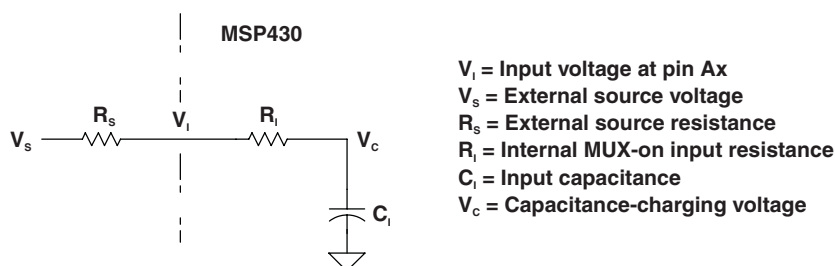 MSP430
V_S
R_S
V_I
R_I
V_C
C_I
V_I = Input voltage at pin Ax
V_S = External source voltage
R_S = External source resistance
R_I = Internal MUX-on input resistance
C_I = Input capacitance
V_C = Capacitance-charging voltage